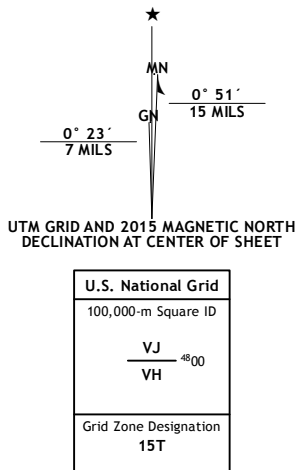 MN
0° 51´
15 MILS
GN
0° 23´
7 MILS
UTM GRID AND 2015 MAGNETIC NORTH
DECLINATION AT CENTER OF SHEET
U.S. National Grid
100,000-m Square ID
VJ
4800
VH
Grid Zone Designation
15T